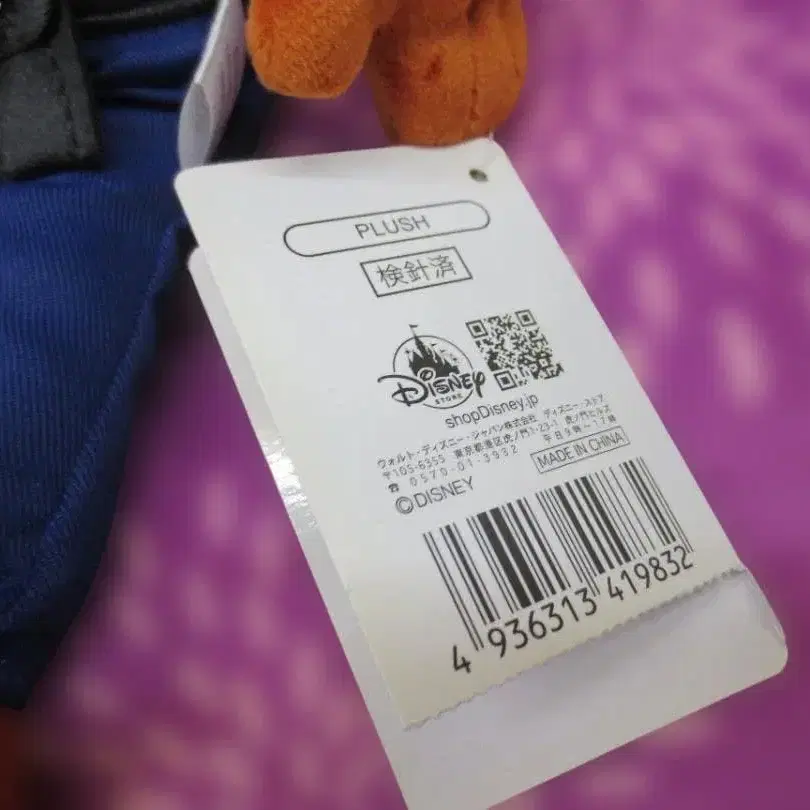 PLUSH
検針済
DISNEY
STORE
shopDisney.jp
ウォルト・ディズニー・ジャパン株式会社 ディズニーストア
〒105-6355 東京都港区虎ノ門1-23-1 虎ノ門ヒルズ
☎ 0570-01-3932 平日9時~17時
MADE IN CHINA
©DISNEY
4 936313 419832